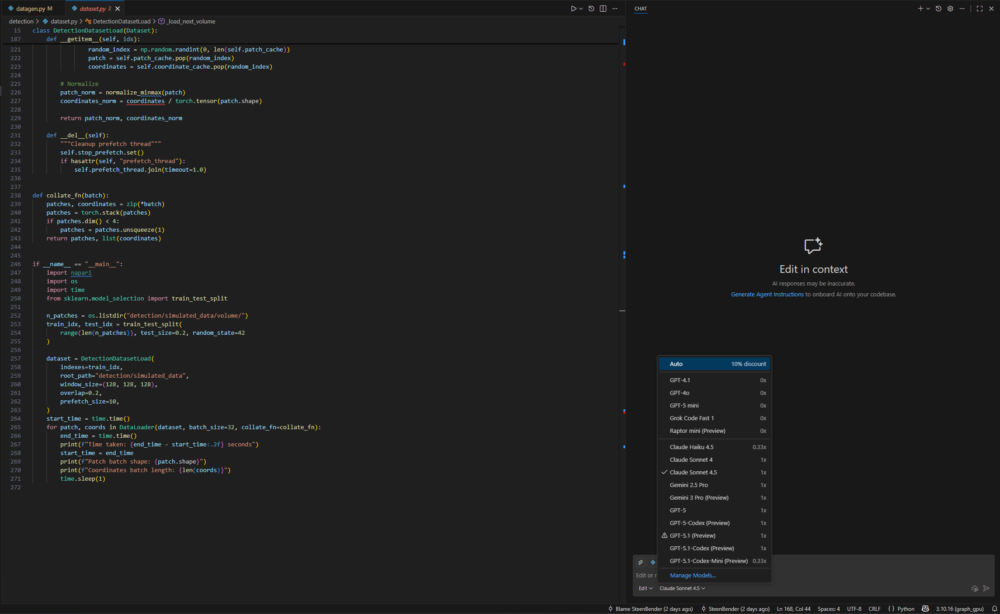 datagen.py M
dataset.py 2
detection > dataset.py > DetectionDatasetLoad > _load_next_volume
15 class DetectionDatasetLoad(Dataset):
187 def __getitem__(self, idx):
221 random_index = np.random.randint(0, len(self.patch_cache))
222 patch = self.patch_cache.pop(random_index)
223 coordinates = self.coordinate_cache.pop(random_index)
224
225 # Normalize
226 patch_norm = normalize_minmax(patch)
227 coordinates_norm = coordinates / torch.tensor(patch.shape)
228
229 return patch_norm, coordinates_norm
230
231 def __del__(self):
232 """Cleanup prefetch thread"""
233 self.stop_prefetch.set()
234 if hasattr(self, "prefetch_thread"):
235 self.prefetch_thread.join(timeout=1.0)
236
237
238 def collate_fn(batch):
239 patches, coordinates = zip(*batch)
240 patches = torch.stack(patches)
241 if patches.dim() < 4:
242 patches = patches.unsqueeze(1)
243 return patches, list(coordinates)
244
245
246 if __name__ == "__main__":
247 import napari
248 import os
249 import time
250 from sklearn.model_selection import train_test_split
251
252 n_patches = os.listdir("detection/simulated_data/volume/")
253 train_idx, test_idx = train_test_split(
254 range(len(n_patches)), test_size=0.2, random_state=42
255 )
256
257 dataset = DetectionDatasetLoad(
258 indexes=train_idx,
259 root_path="detection/simulated_data",
260 window_size=(128, 128, 128),
261 overlap=0.2,
262 prefetch_size=10,
263 )
264 start_time = time.time()
265 for patch, coords in DataLoader(dataset, batch_size=32, collate_fn=collate_fn):
266 end_time = time.time()
267 print(f"Time taken: {end_time - start_time:.2f} seconds")
268 start_time = end_time
269 print(f"Patch batch shape: {patch.shape}")
270 print(f"Coordinates batch length: {len(coords)}")
271 time.sleep(1)
272
CHAT
Edit in context
AI responses may be inaccurate.
Generate Agent Instructions to onboard AI onto your codebase.
Auto 10% discount
GPT-4.1 0x
GPT-4o 0x
GPT-5 mini 0x
Grok Code Fast 1 0x
Raptor mini (Preview) 0x
Claude Haiku 4.5 0.33x
Claude Sonnet 4 1x
Claude Sonnet 4.5 1x
Gemini 2.5 Pro 1x
Gemini 3 Pro (Preview) 1x
GPT-5 1x
GPT-5-Codex (Preview) 1x
GPT-5.1 (Preview) 1x
GPT-5.1-Codex (Preview) 1x
GPT-5.1-Codex-Mini (Preview) 0.33x
Manage Models...
Edit or
Edit Claude Sonnet 4.5
Blame SteenBender (2 days ago) SteenBender (2 days ago) Ln 168, Col 44 Spaces: 4 UTF-8 CRLF {} Python 3.10.16 (graph_gpu)